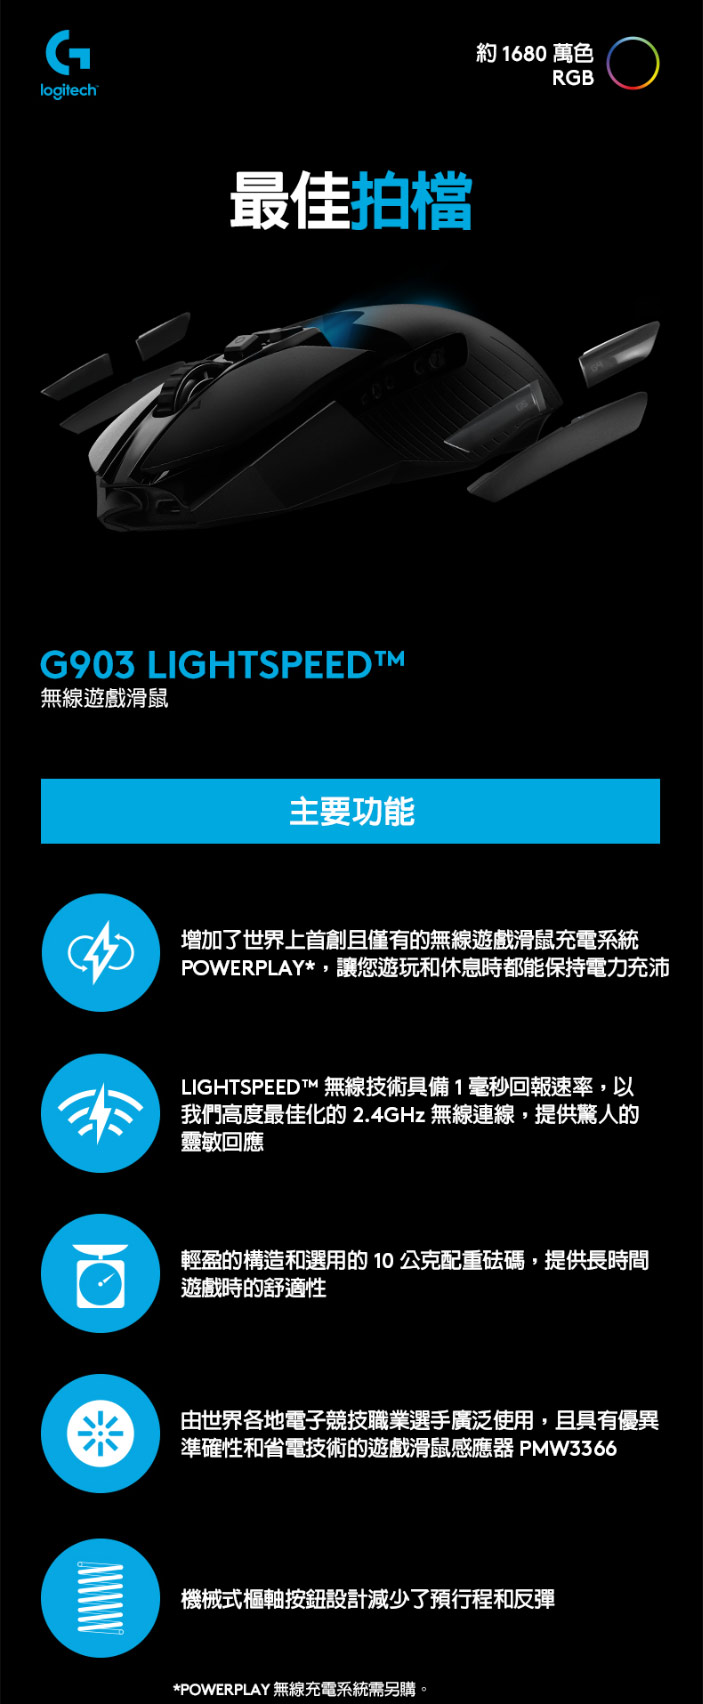 logitech
約 1680 萬色
RGB
最佳拍檔
G903 LIGHTSPEED™
無線遊戲滑鼠
主要功能
增加了世界上首創且僅有的無線遊戲滑鼠充電系統
POWERPLAY*，讓您遊玩和休息時都能保持電力充沛
LIGHTSPEED™ 無線技術具備 1 毫秒回報速率，以
我們高度最佳化的 2.4GHz 無線連線，提供驚人的
靈敏回應
輕盈的構造和選用的 10 公克配重砝碼，提供長時間
遊戲時的舒適性
由世界各地電子競技職業選手廣泛使用，且具有優異
準確性和省電技術的遊戲滑鼠感應器 PMW3366
機械式樞軸按鈕設計減少了預行程和反彈
*POWERPLAY 無線充電系統需另購。